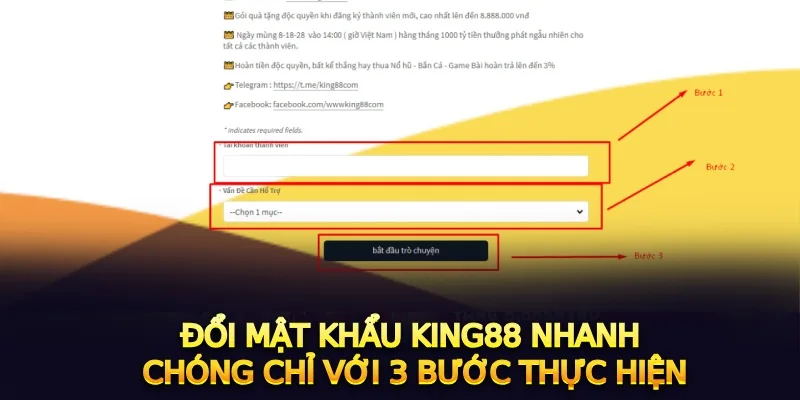 Gói quà tặng độc quyền khi đăng ký thành viên mới, cao nhất lên đến 8.888.000 vnđ
Ngày mùng 8-18-28 vào 14:00 ( giờ Việt Nam ) hàng tháng 1000 tỷ tiền thưởng phát ngẫu nhiên cho
tất cả các thành viên.
Hoàn tiền độc quyền, bất kể thắng hay thua Nổ hũ - Bắn Cá - Game Bài hoàn trả lên đến 3%
Telegram : https://t.me/king88com
Facebook: facebook.com/wwwking88com
* indicates required fields.
Tài khoản thành viên
Bước 1
* Vấn Đề Cần Hổ Trợ
--Chọn 1 mục--
Bước 2
bắt đầu trò chuyện
Bước 3
ĐỔI MẬT KHẨU KING88 NHANH
CHÓNG CHỈ VỚI 3 BƯỚC THỰC HIỆN